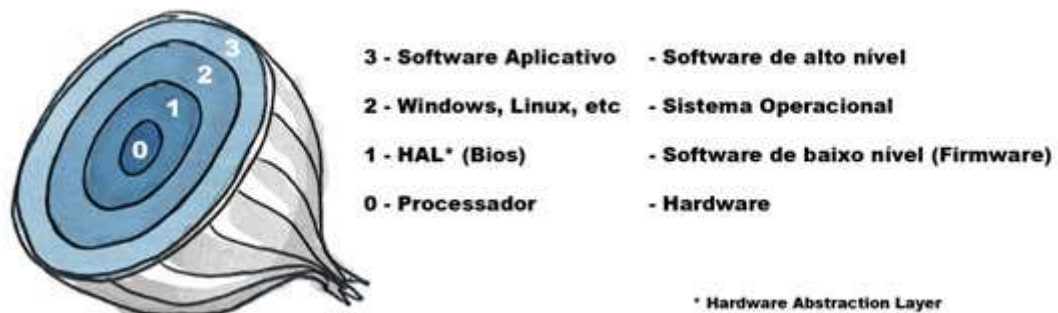 3
2
1
0
3 - Software Aplicativo - Software de alto nível
2 - Windows, Linux, etc - Sistema Operacional
1 - HAL* (Bios) - Software de baixo nível (Firmware)
0 - Processador - Hardware
* Hardware Abstraction Layer